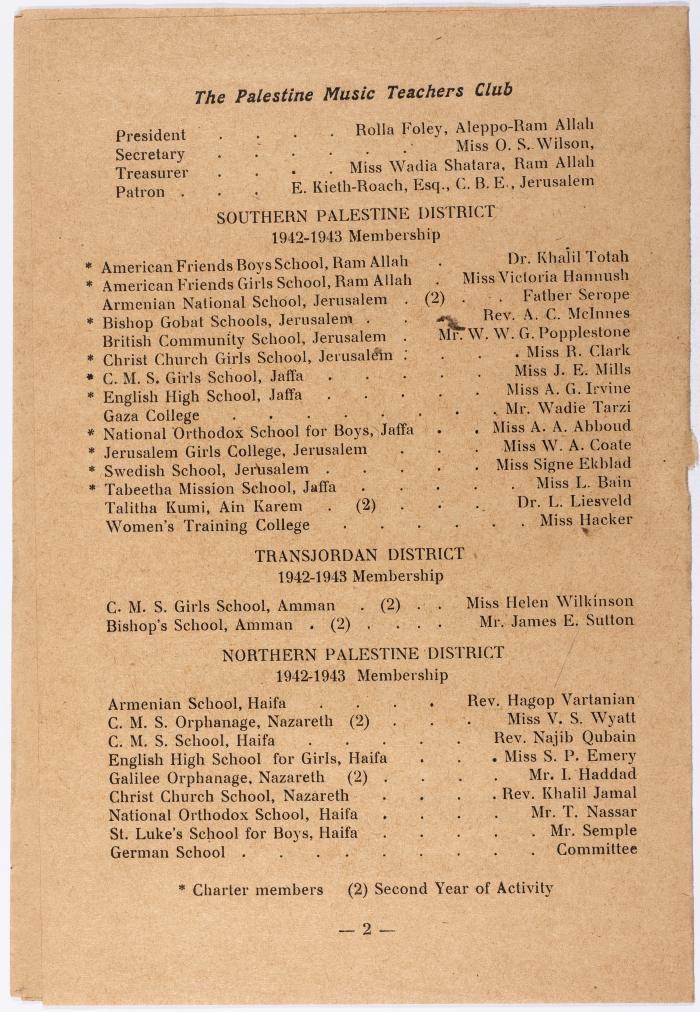 The Palestine Music Teachers Club
President . . . . Rolla Foley, Aleppo-Ram Allah
Secretary . . . . . . Miss O. S. Wilson,
Treasurer . . . . Miss Wadia Shatara, Ram Allah
Patron . . . E. Kieth-Roach, Esq., C. B. E., Jerusalem
SOUTHERN PALESTINE DISTRICT
1942-1943 Membership
* American Friends Boys School, Ram Allah . Dr. Khalil Totah
* American Friends Girls School, Ram Allah . Miss Victoria Hannush
Armenian National School, Jerusalem . (2) . . Father Serope
* Bishop Gobat Schools, Jerusalem . . Rev. A. C. McInnes
British Community School, Jerusalem . Mr. W. W. G. Popplestone
* Christ Church Girls School, Jerusalem : . . . Miss R. Clark
* C. M. S. Girls School, Jaffa . . . . . Miss J. E. Mills
* English High School, Jaffa . . . . . Miss A. G. Irvine
Gaza College . . . . . . . . Mr. Wadie Tarzi
* National Orthodox School for Boys, Jaffa . . Miss A. A. Abboud
* Jerusalem Girls College, Jerusalem . . . Miss W. A. Coate
* Swedish School, Jerusalem . . . . . Miss Signe Ekblad
* Tabeetha Mission School, Jaffa . . . . . Miss L. Bain
Talitha Kumi, Ain Karem . (2) . . . Dr. L. Liesveld
Women's Training College . . . . . . Miss Hacker
TRANSJORDAN DISTRICT
1942-1943 Membership
C. M. S. Girls School, Amman . (2) . . Miss Helen Wilkinson
Bishop's School, Amman . (2) . . . . Mr. James E. Sutton
NORTHERN PALESTINE DISTRICT
1942-1943 Membership
Armenian School, Haifa . . . . Rev. Hagop Vartanian
C. M. S. Orphanage, Nazareth (2) . . . Miss V. S. Wyatt
C. M. S. School, Haifa . . . . . Rev. Najib Qubain
English High School for Girls, Haifa . . . Miss S. P. Emery
Galilee Orphanage, Nazareth (2) . . . . Mr. I. Haddad
Christ Church School, Nazareth . . . . Rev. Khalil Jamal
National Orthodox School, Haifa . . . . Mr. T. Nassar
St. Luke's School for Boys, Haifa . . . . . Mr. Semple
German School . . . . . . . . . Committee
* Charter members (2) Second Year of Activity
— 2 —